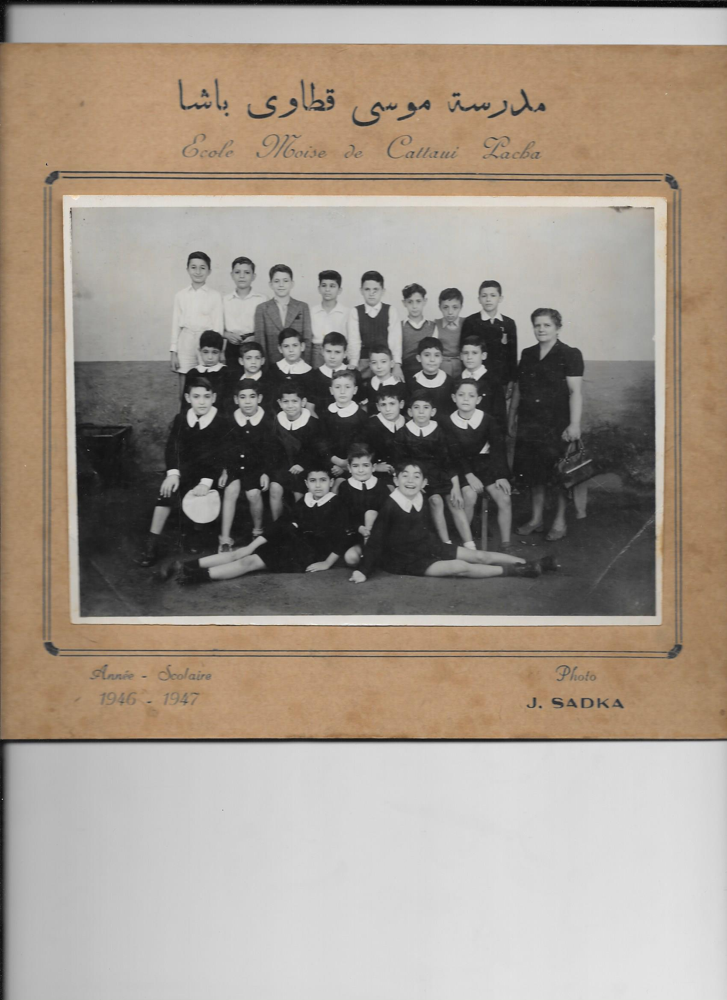 مدرسة موسى قطاوى باشا
Ecole Moise de Cattaui Pacha
Année - Scolaire
1946 - 1947
Photo
J. SADKA